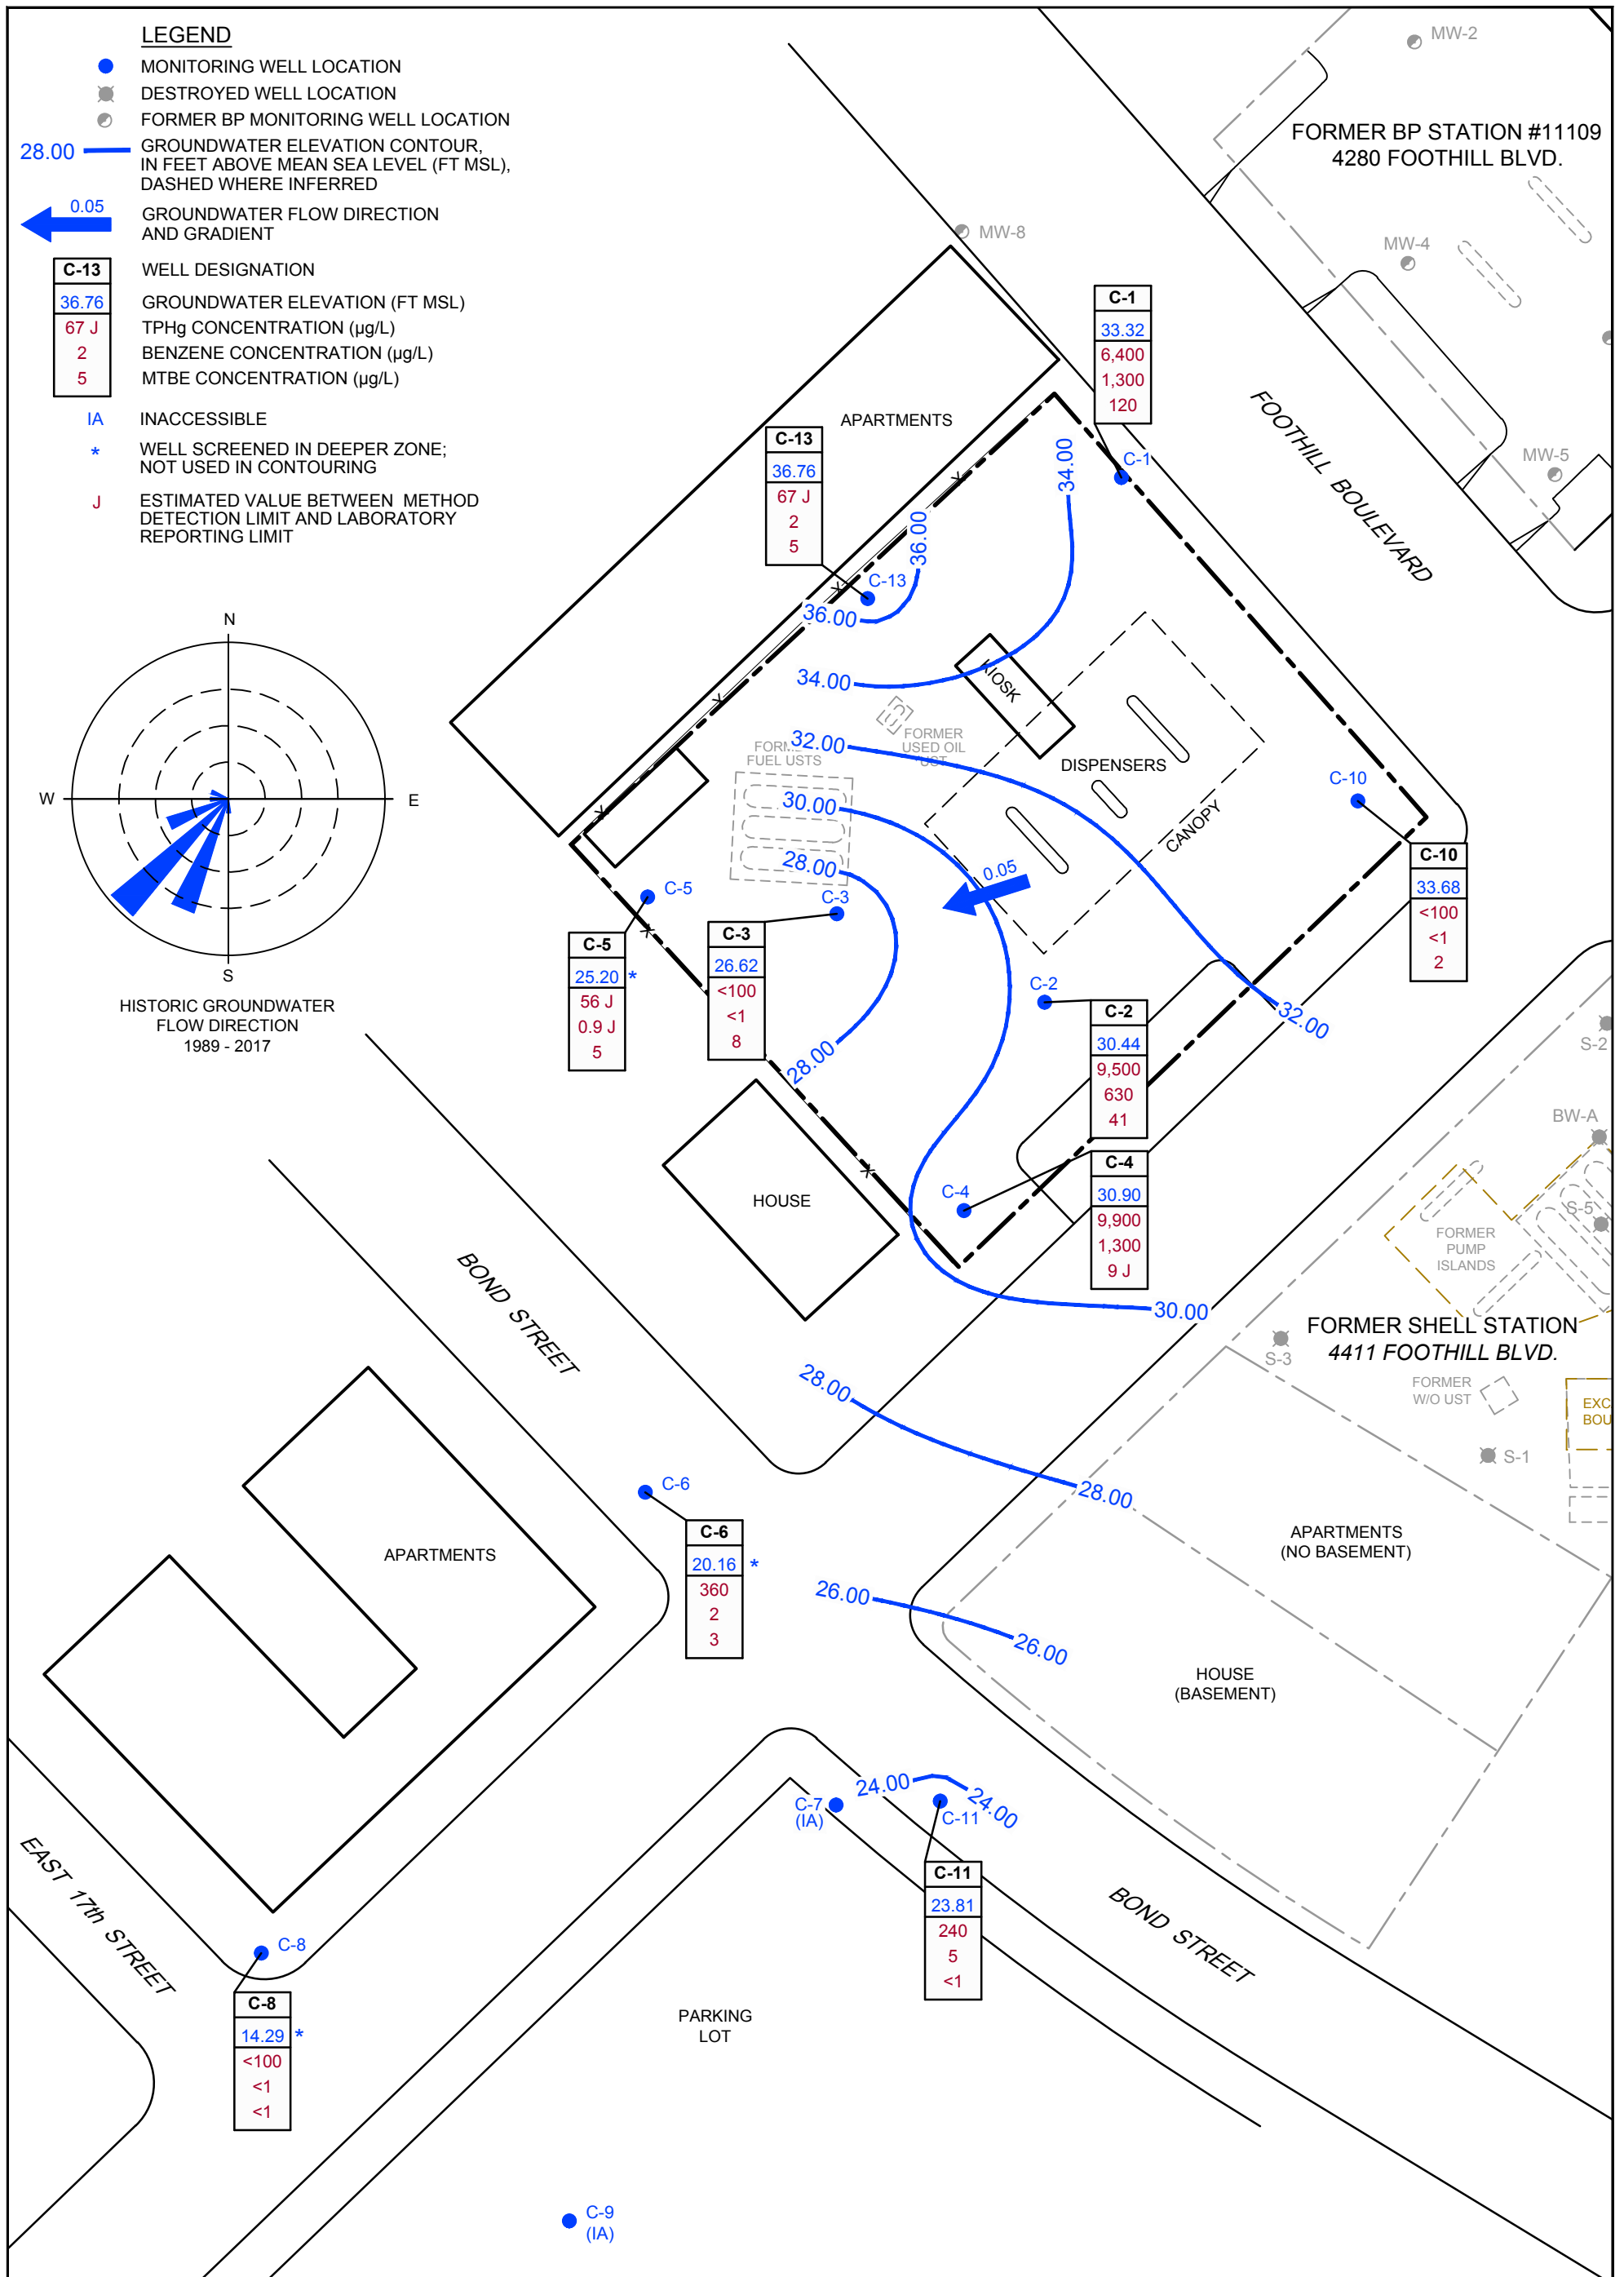 LEGEND
MONITORING WELL LOCATION
DESTROYED WELL LOCATION
FORMER BP MONITORING WELL LOCATION
28.00
GROUNDWATER ELEVATION CONTOUR,
IN FEET ABOVE MEAN SEA LEVEL (FT MSL),
DASHED WHERE INFERRED
0.05
GROUNDWATER FLOW DIRECTION
AND GRADIENT
C-13 WELL DESIGNATION
36.76 GROUNDWATER ELEVATION (FT MSL)
67 J TPHg CONCENTRATION (µg/L)
2 BENZENE CONCENTRATION (µg/L)
5 MTBE CONCENTRATION (µg/L)
IA INACCESSIBLE
* WELL SCREENED IN DEEPER ZONE;
NOT USED IN CONTOURING
J ESTIMATED VALUE BETWEEN METHOD
DETECTION LIMIT AND LABORATORY
REPORTING LIMIT
N
W
E
S
HISTORIC GROUNDWATER
FLOW DIRECTION
1989 - 2017
MW-2
FORMER BP STATION #11109
4280 FOOTHILL BLVD.
MW-8
MW-4
MW-5
FOOTHILL BOULEVARD
APARTMENTS
C-1
33.32
6,400
1,300
120
C-1
C-13
36.76
67 J
2
5
C-13
34.00
36.00
36.00
34.00
KIOSK
FORMER
USED OIL
UST
32.00
FUEL USTS
30.00
28.00
DISPENSERS
CANOPY
C-10
C-10
33.68
<100
<1
2
0.05
C-5
C-5
25.20 *
56 J
0.9 J
5
C-3
C-3
26.62
<100
<1
8
C-2
C-2
30.44
9,500
630
41
32.00
28.00
C-4
C-4
30.90
9,900
1,300
9 J
HOUSE
30.00
S-2
BW-A
S-5
FORMER
PUMP
ISLANDS
FORMER SHELL STATION
4411 FOOTHILL BLVD.
S-3
FORMER
W/O UST
EXC
BOU
S-1
BOND STREET
28.00
28.00
APARTMENTS
(NO BASEMENT)
C-6
C-6
20.16 *
360
2
3
APARTMENTS
26.00
26.00
HOUSE
(BASEMENT)
24.00
24.00
C-7
(IA)
C-11
C-11
23.81
240
5
<1
BOND STREET
EAST 17th STREET
C-8
C-8
14.29 *
<100
<1
<1
PARKING
LOT
C-9
(IA)